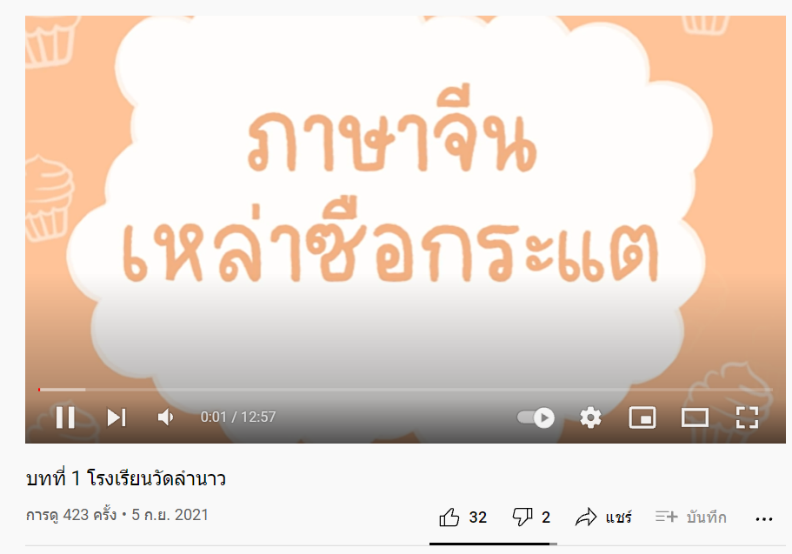 ภาษาจีน
เหล่าซือกระแต
0:01 / 12:57
บทที่ 1 โรงเรียนวัดลำนาว
การดู 423 ครั้ง • 5 ก.ย. 2021
32 2 แชร์ บันทึก